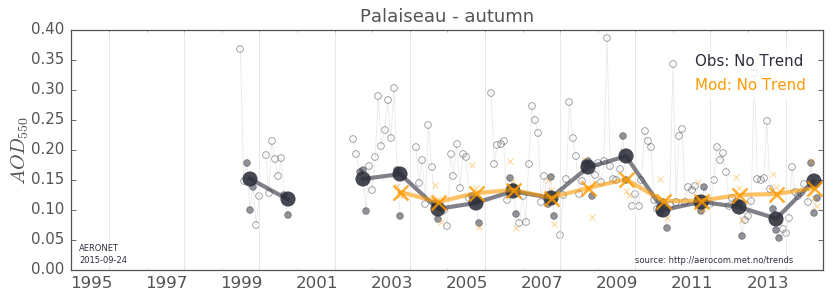 Palaiseau - autumn
0.40
0.35
0.30
0.25
0.20
0.15
0.10
0.05
0.00
AOD550
Obs: No Trend
Mod: No Trend
AERONET
2015-09-24
source: http://aerocom.met.no/trends
1995 1997 1999 2001 2003 2005 2007 2009 2011 2013